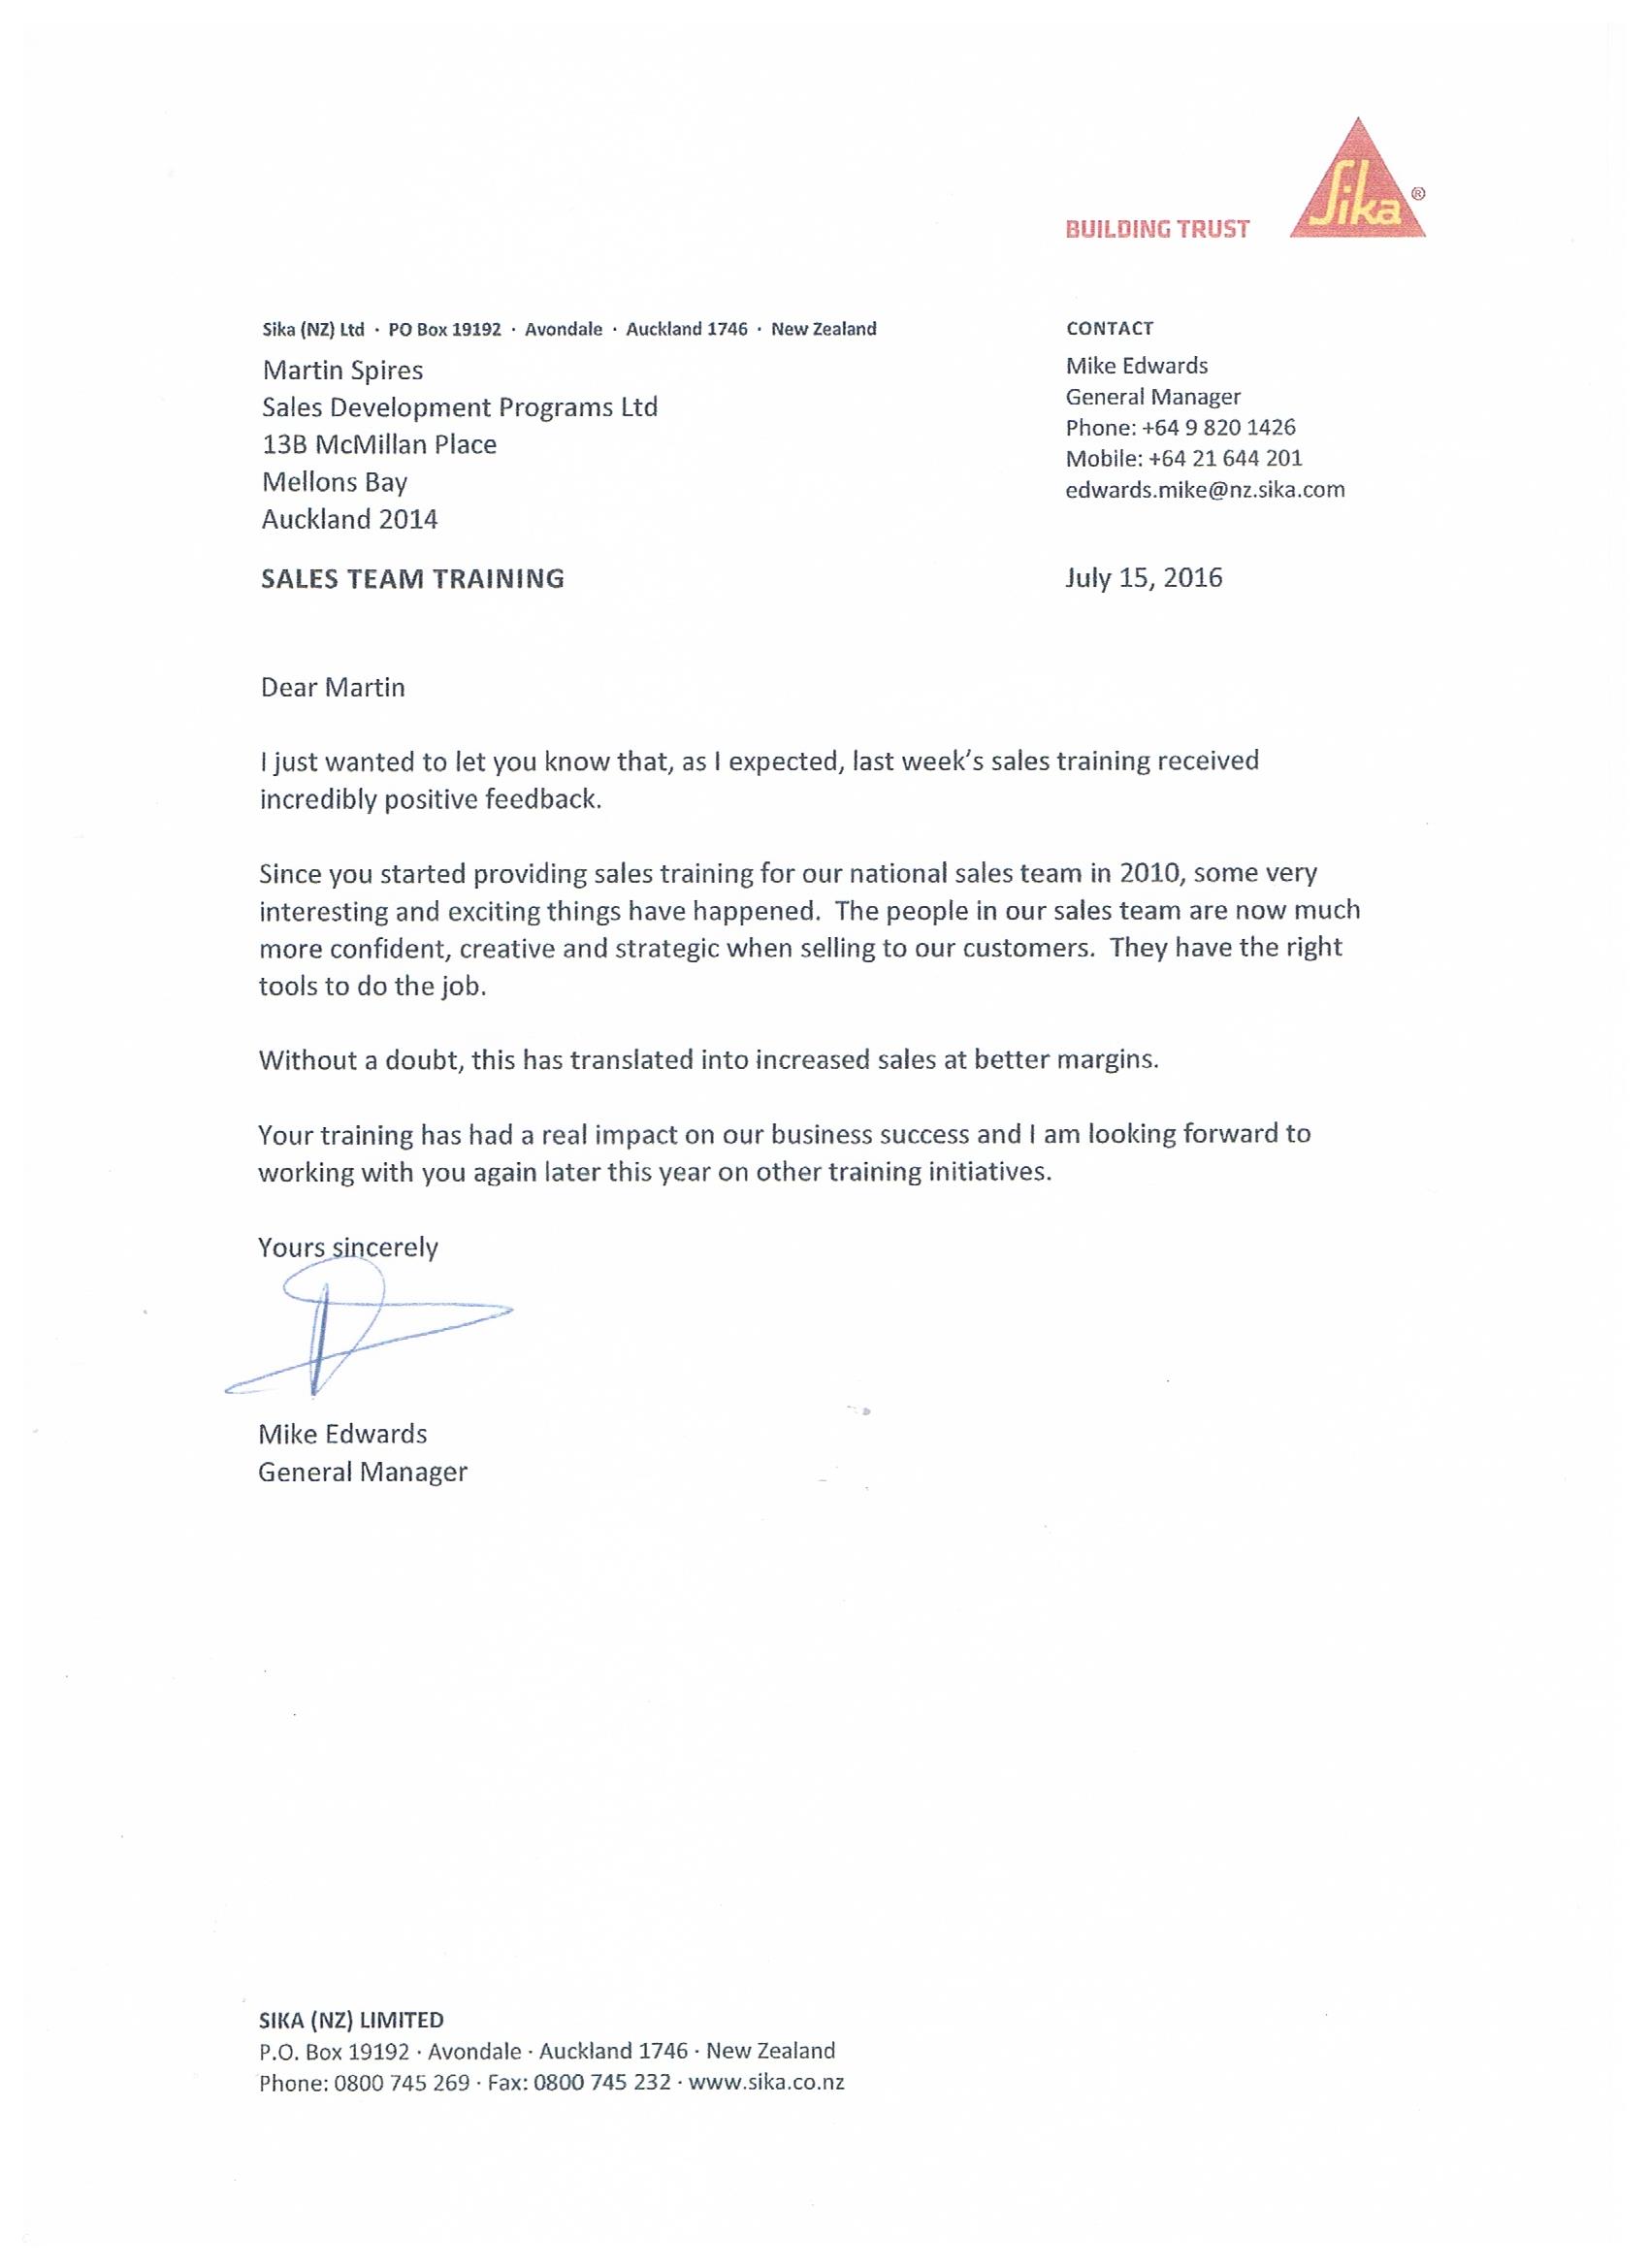 BUILDING TRUST
Sika®
Sika (NZ) Ltd · PO Box 19192 · Avondale · Auckland 1746 · New Zealand
Martin Spires
Sales Development Programs Ltd
13B McMillan Place
Mellons Bay
Auckland 2014
CONTACT
Mike Edwards
General Manager
Phone: +64 9 820 1426
Mobile: +64 21 644 201
edwards.mike@nz.sika.com
SALES TEAM TRAINING
July 15, 2016
Dear Martin
I just wanted to let you know that, as I expected, last week's sales training received
incredibly positive feedback.
Since you started providing sales training for our national sales team in 2010, some very
interesting and exciting things have happened.  The people in our sales team are now much
more confident, creative and strategic when selling to our customers.  They have the right
tools to do the job.
Without a doubt, this has translated into increased sales at better margins.
Your training has had a real impact on our business success and I am looking forward to
working with you again later this year on other training initiatives.
Yours sincerely
Mike Edwards
General Manager
SIKA (NZ) LIMITED
P.O. Box 19192 · Avondale · Auckland 1746 · New Zealand
Phone: 0800 745 269 · Fax: 0800 745 232 · www.sika.co.nz